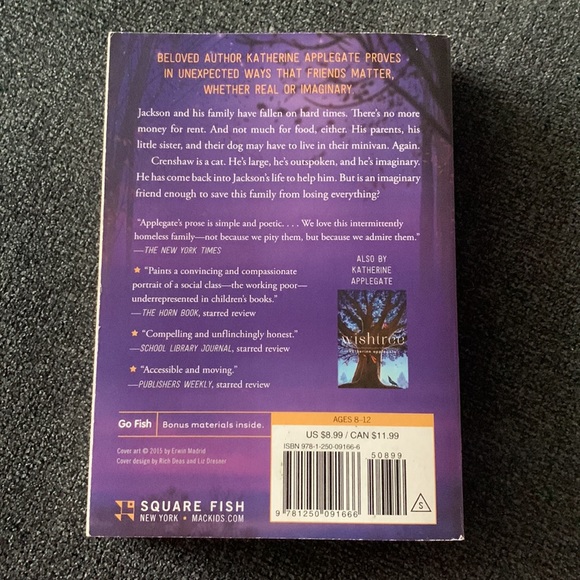 BELOVED AUTHOR KATHERINE APPLEGATE PROVES
IN UNEXPECTED WAYS THAT FRIENDS MATTER,
WHETHER REAL OR IMAGINARY.
Jackson and his family have fallen on hard times. There's no more
money for rent. And not much for food, either. His parents, his
little sister, and their dog may have to live in their minivan. Again.
Crenshaw is a cat. He's large, he's outspoken, and he's imaginary.
He has come back into Jackson's life to help him. But is an imaginary
friend enough to save this family from losing everything?
"Applegate's prose is simple and poetic. . . . We love this intermittently
homeless family—not because we pity them, but because we admire them."
—THE NEW YORK TIMES
★ "Paints a convincing and compassionate
portrait of a social class—the working poor—
underrepresented in children's books."
—THE HORN BOOK, starred review
★ "Compelling and unflinchingly honest."
—SCHOOL LIBRARY JOURNAL, starred review
★ "Accessible and moving."
—PUBLISHERS WEEKLY, starred review
ALSO BY
KATHERINE
APPLEGATE
wishtree
katherine applegate
Go Fish Bonus materials inside.
Cover art © 2015 by Erwin Madrid
Cover design by Rich Deas and Liz Dresner
SQUARE FISH
NEW YORK • MACKIDS.COM
AGES 8–12
US $8.99 / CAN $11.99
ISBN 978-1-250-09166-6
50899
9 781250 091666
S